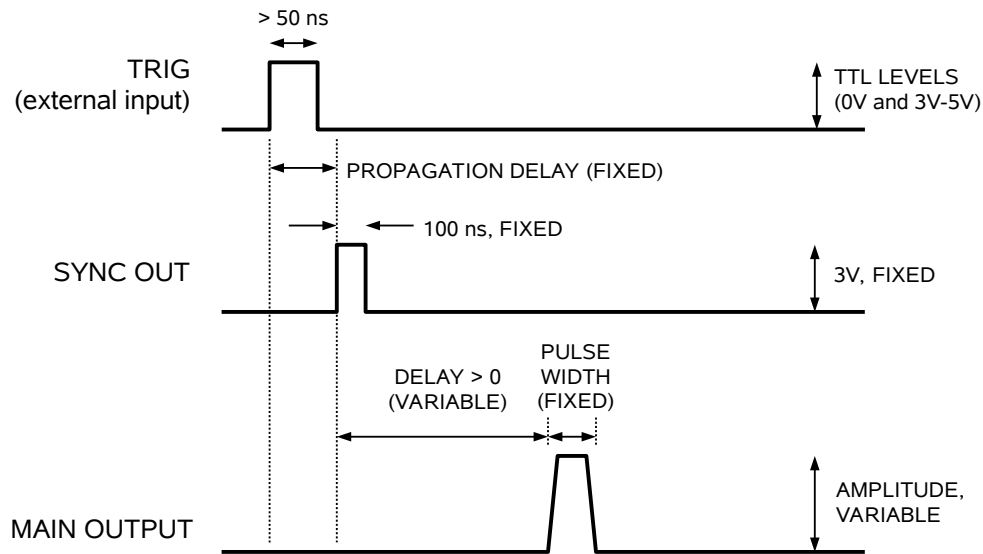 > 50 ns
TRIG
(external input)
TTL LEVELS
(0V and 3V-5V)
PROPAGATION DELAY (FIXED)
100 ns, FIXED
SYNC OUT
3V, FIXED
DELAY > 0
(VARIABLE)
PULSE
WIDTH
(FIXED)
MAIN OUTPUT
AMPLITUDE,
VARIABLE